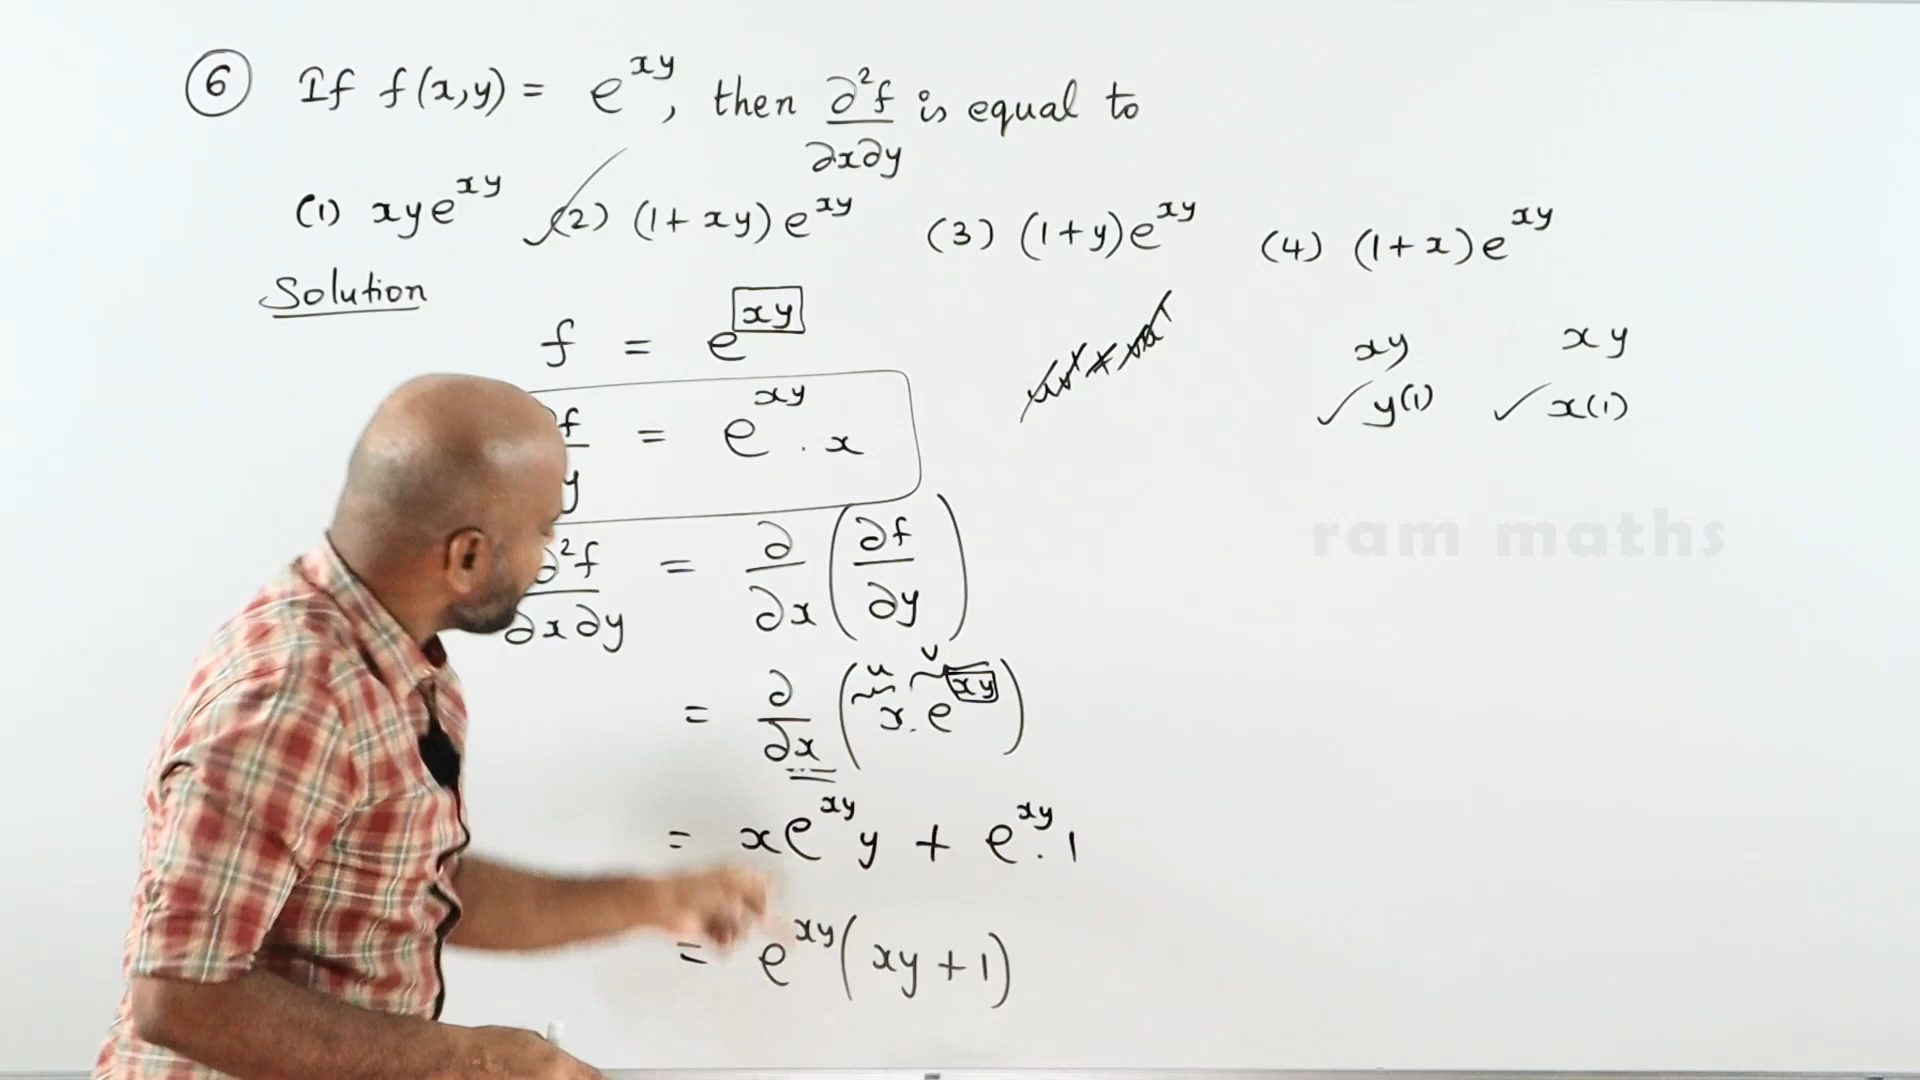 6 If f(x,y) = e^{xy}, then ∂²f/∂x∂y is equal to
(1) xye^{xy} (2) (1+xy)e^{xy} (3) (1+y)e^{xy} (4) (1+x)e^{xy}
Solution
f = e^{xy}
xy xy
y(1) x(1)
f/y = e^{xy}.x
∂²f/∂x∂y = ∂/∂x (∂f/∂y)
ram maths
u v
= ∂/∂x (x.e^{xy})
= xe^{xy}y + e^{xy}.1
= e^{xy}(xy+1)